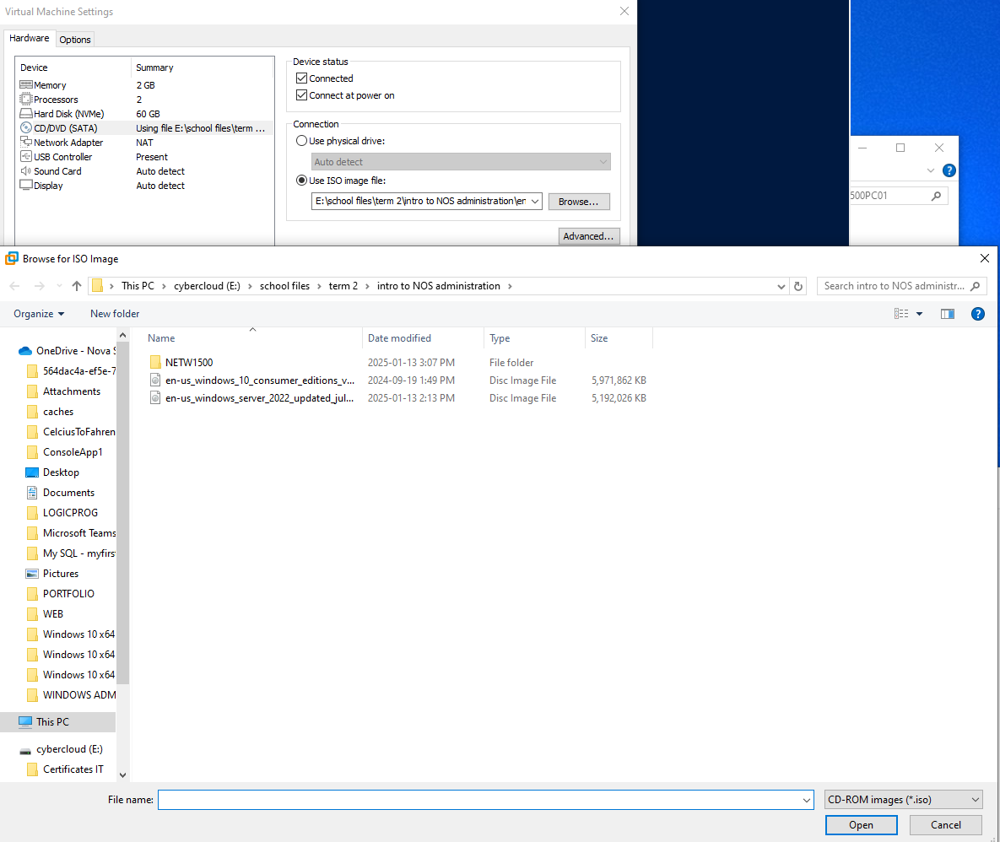 Virtual Machine Settings
Hardware
Options
Device Summary
Memory 2 GB
Processors 2
Hard Disk (NVMe) 60 GB
CD/DVD (SATA) Using file E:\school files\term ...
Network Adapter NAT
USB Controller Present
Sound Card Auto detect
Display Auto detect
Device status
Connected
Connect at power on
Connection
Use physical drive:
Auto detect
Use ISO image file:
E:\school files\term 2\intro to NOS administration\en
Browse...
Advanced...
500PC01
Browse for ISO Image
This PC > cybercloud (E:) > school files > term 2 > intro to NOS administration >
Search intro to NOS administr...
Organize
New folder
Name Date modified Type Size
NETW1500 2025-01-13 3:07 PM File folder
en-us_windows_10_consumer_editions_v... 2024-09-19 1:49 PM Disc Image File 5,971,862 KB
en-us_windows_server_2022_updated_jul... 2025-01-13 2:13 PM Disc Image File 5,192,026 KB
OneDrive - Nova S
564dac4a-ef5e-7
Attachments
caches
CelciusToFahren
ConsoleApp1
Desktop
Documents
LOGICPROG
Microsoft Teams
My SQL - myfirs
Pictures
PORTFOLIO
WEB
Windows 10 x64
Windows 10 x64
Windows 10 x64
WINDOWS ADM
This PC
cybercloud (E:)
Certificates IT
File name:
CD-ROM images (*.iso)
Open
Cancel